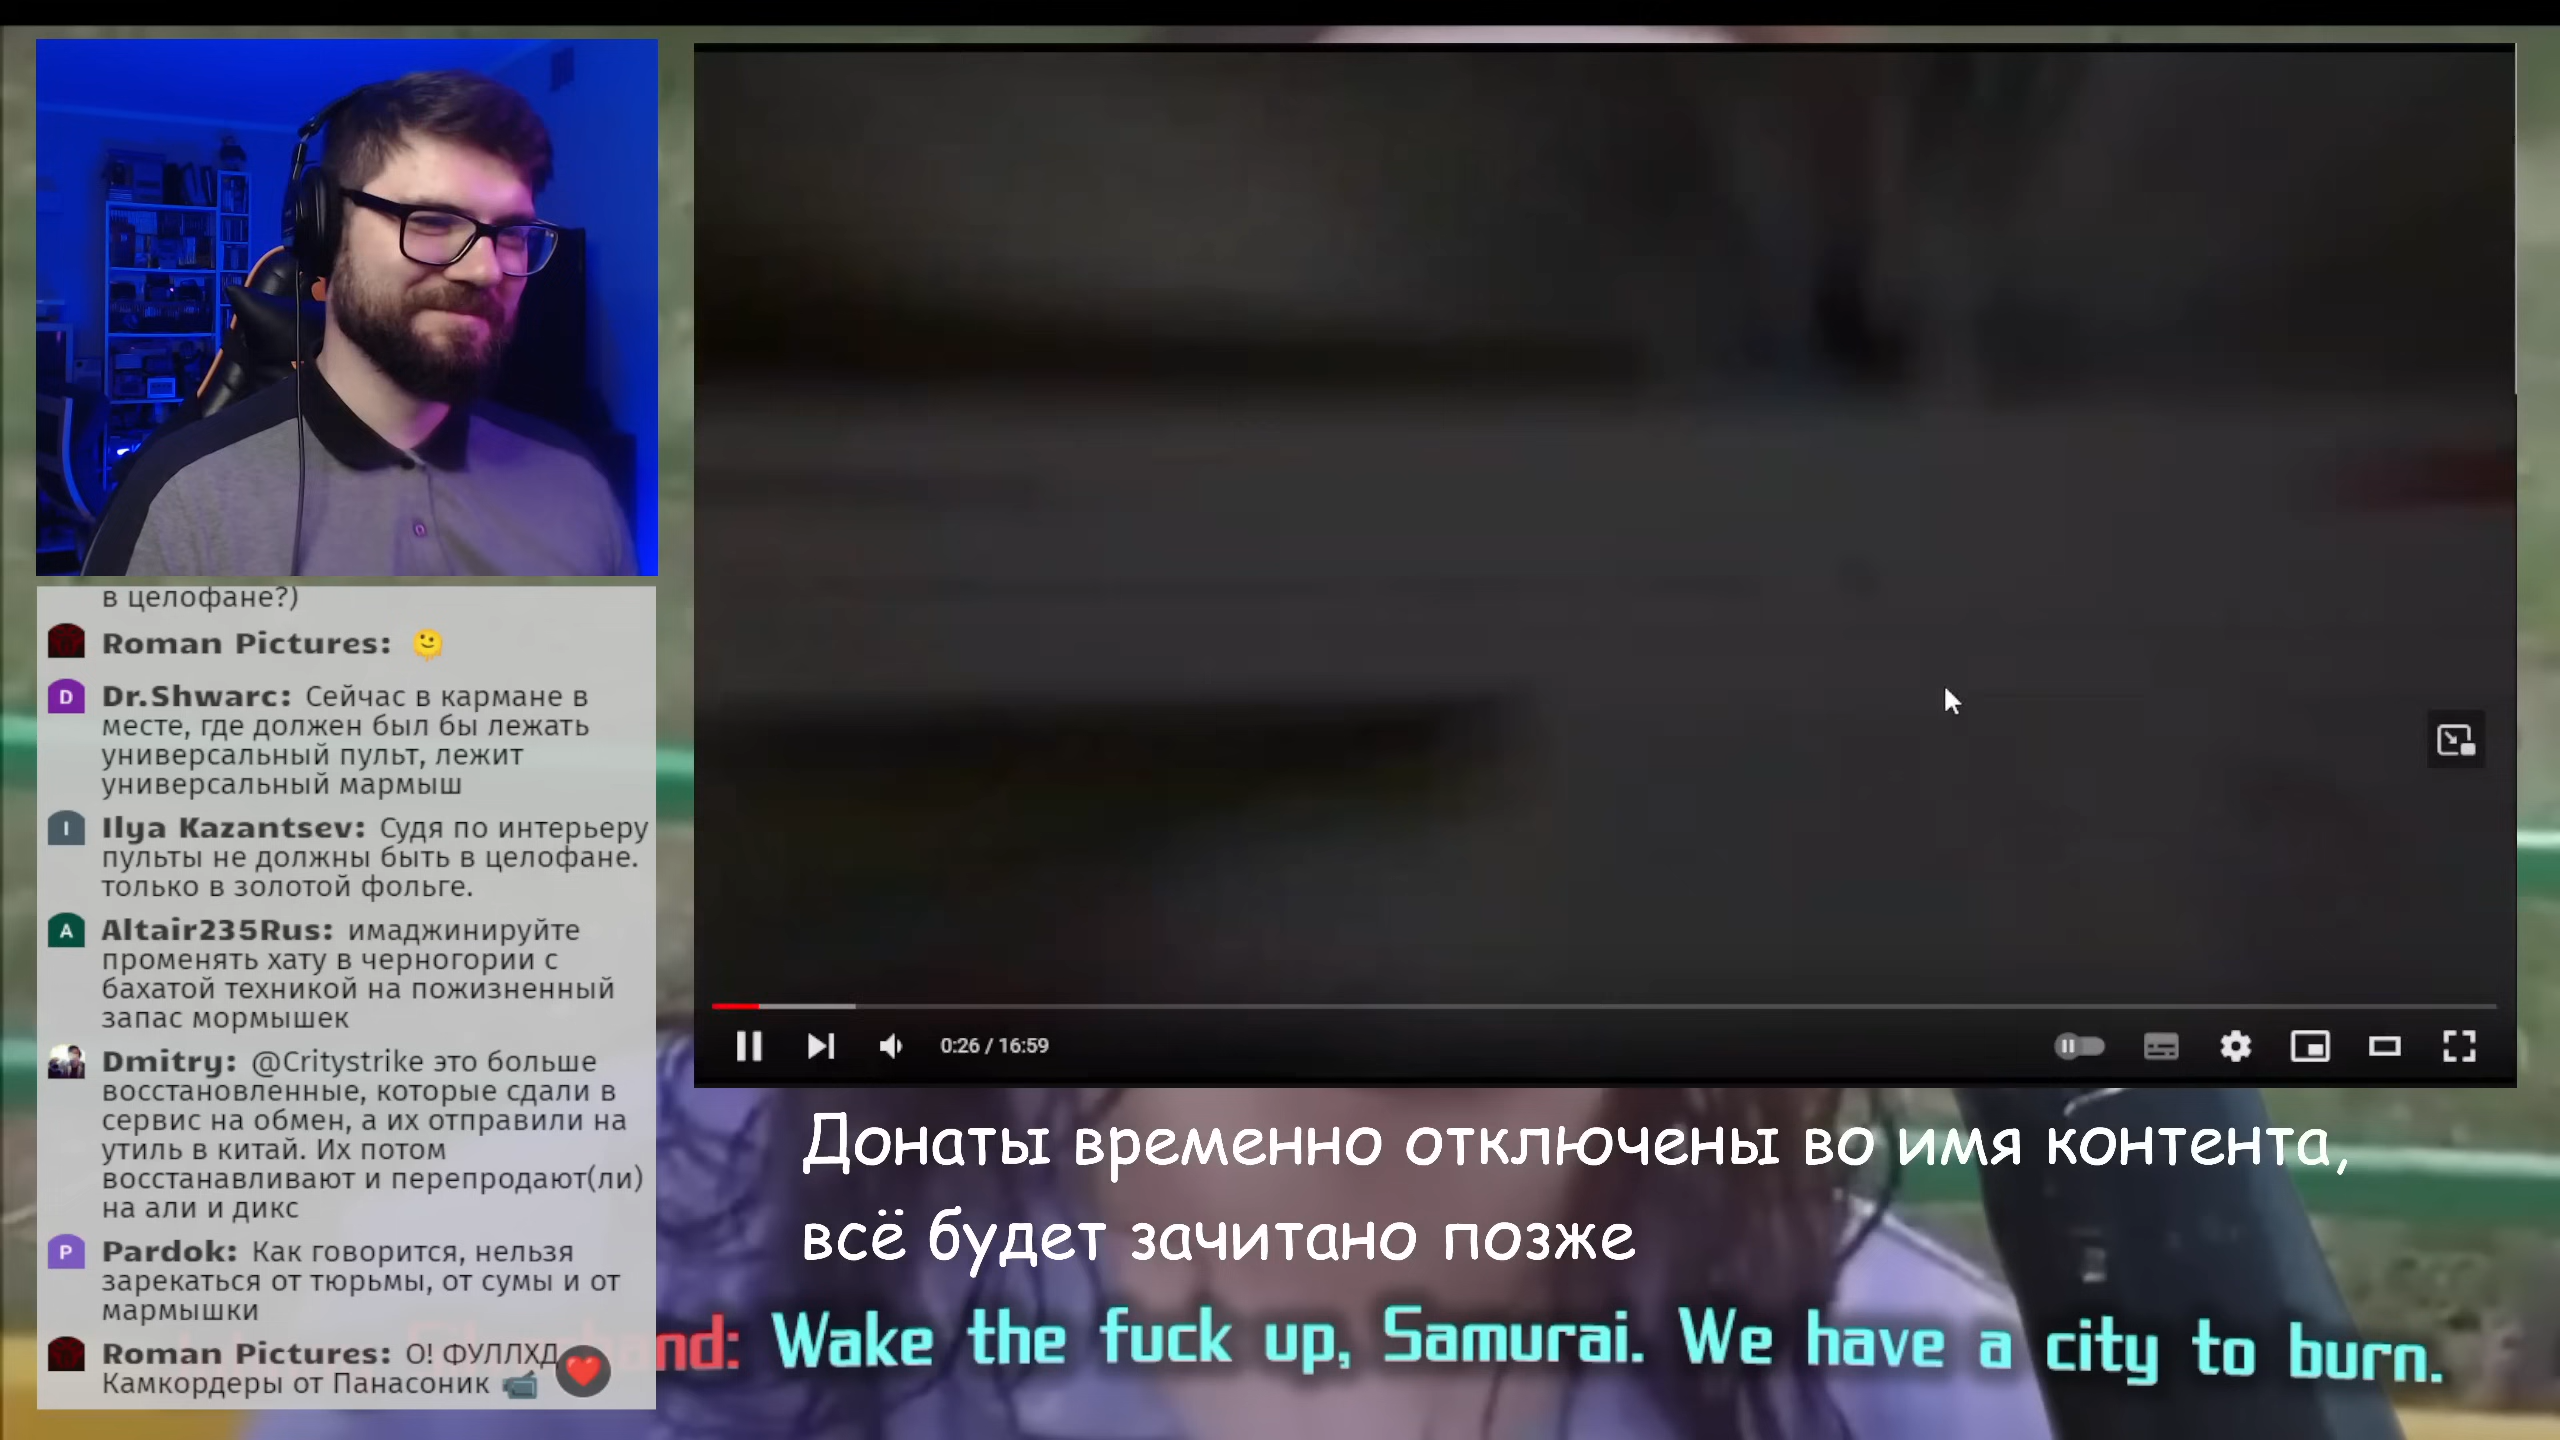 в целофане?)
Roman Pictures: 🫠
Dr.Shwarc: Сейчас в кармане в
месте, где должен был бы лежать
универсальный пульт, лежит
универсальный мармыш
Ilya Kazantsev: Судя по интерьеру
пульты не должны быть в целофане.
только в золотой фольге.
Altair235Rus: имаджинируйте
променять хату в черногории с
бахатой техникой на пожизненный
запас мормышек
Dmitry: @Critystrike это больше
восстановленные, которые сдали в
сервис на обмен, а их отправили на
утиль в китай. Их потом
восстанавливают и перепродают(ли)
на али и дикс
Pardok: Как говорится, нельзя
зарекаться от тюрьмы, от сумы и от
мармышки
Roman Pictures: О! ФУЛЛХД
Камкордеры от Панасоник 📹
0:26 / 16:59
Донаты временно отключены во имя контента,
всё будет зачитано позже
Wake the fuck up, Samurai. We have a city to burn.
D
I
A
P